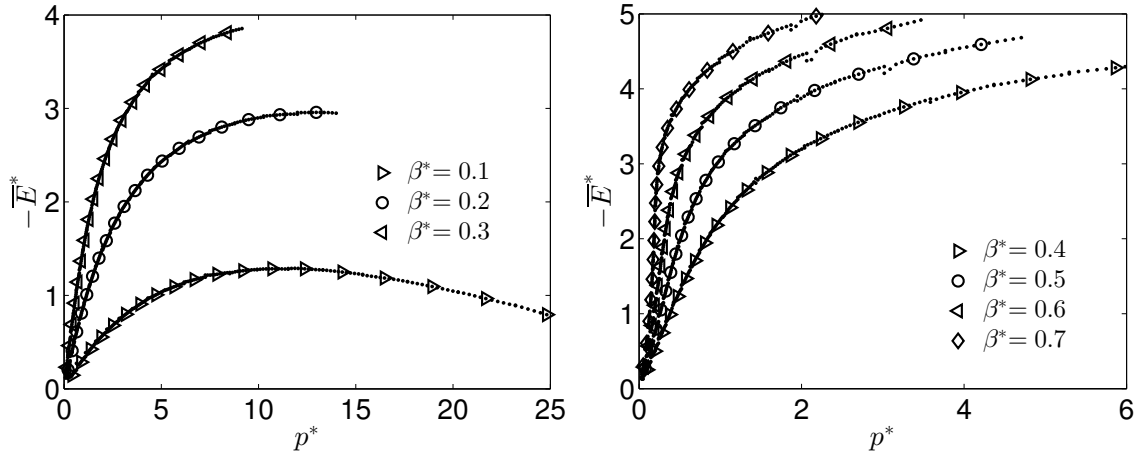 4
3
2
1
0
−E̅*
0 5 10 15 20 25
p*
β* = 0.1
β* = 0.2
β* = 0.3
5
4
3
2
1
0
−E̅*
0 2 4 6
p*
β* = 0.4
β* = 0.5
β* = 0.6
β* = 0.7